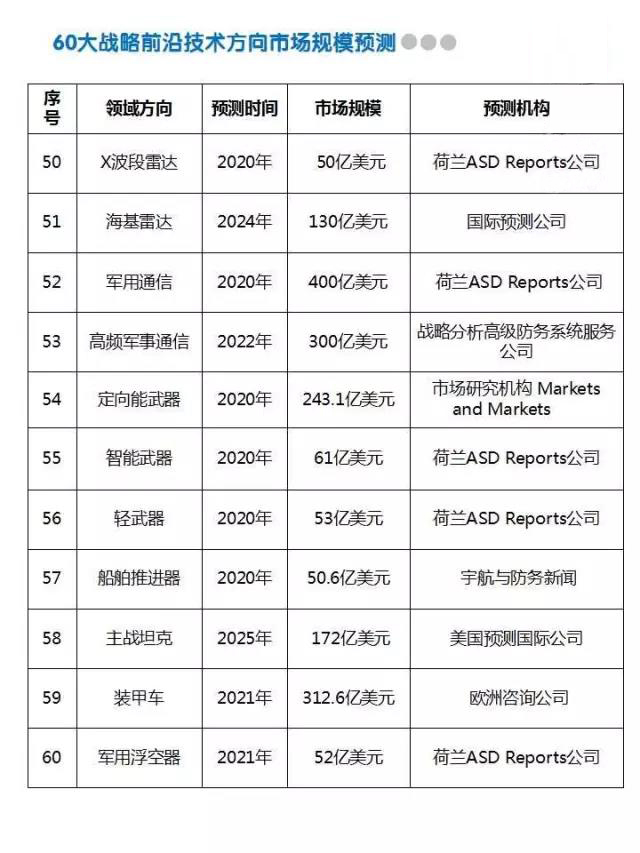 60大战略前沿技术方向市场规模预测
序号 领域方向 预测时间 市场规模 预测机构
50 X波段雷达 2020年 50亿美元 荷兰ASD Reports公司
51 海基雷达 2024年 130亿美元 国际预测公司
52 军用通信 2020年 400亿美元 荷兰ASD Reports公司
53 高频军事通信 2022年 300亿美元 战略分析高级防务系统服务
公司
54 定向能武器 2020年 243.1亿美元 市场研究机构 Markets
and Markets
55 智能武器 2020年 61亿美元 荷兰ASD Reports公司
56 轻武器 2020年 53亿美元 荷兰ASD Reports公司
57 船舶推进器 2020年 50.6亿美元 宇航与防务新闻
58 主战坦克 2025年 172亿美元 美国预测国际公司
59 装甲车 2021年 312.6亿美元 欧洲咨询公司
60 军用浮空器 2021年 52亿美元 荷兰ASD Reports公司